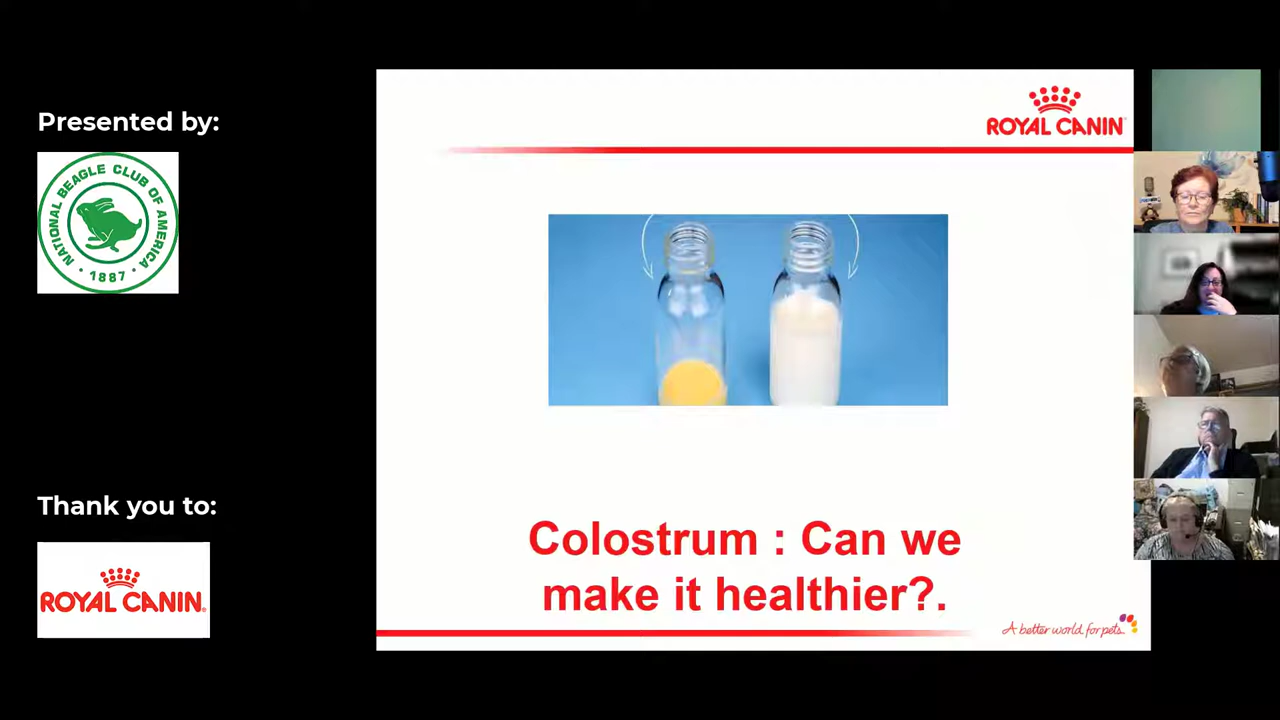 Presented by:
NATIONAL BEAGLE CLUB OF AMERICA
• 1887 •
Thank you to:
ROYAL CANIN®
ROYAL CANIN®
Colostrum : Can we
make it healthier?.
A better world for pets